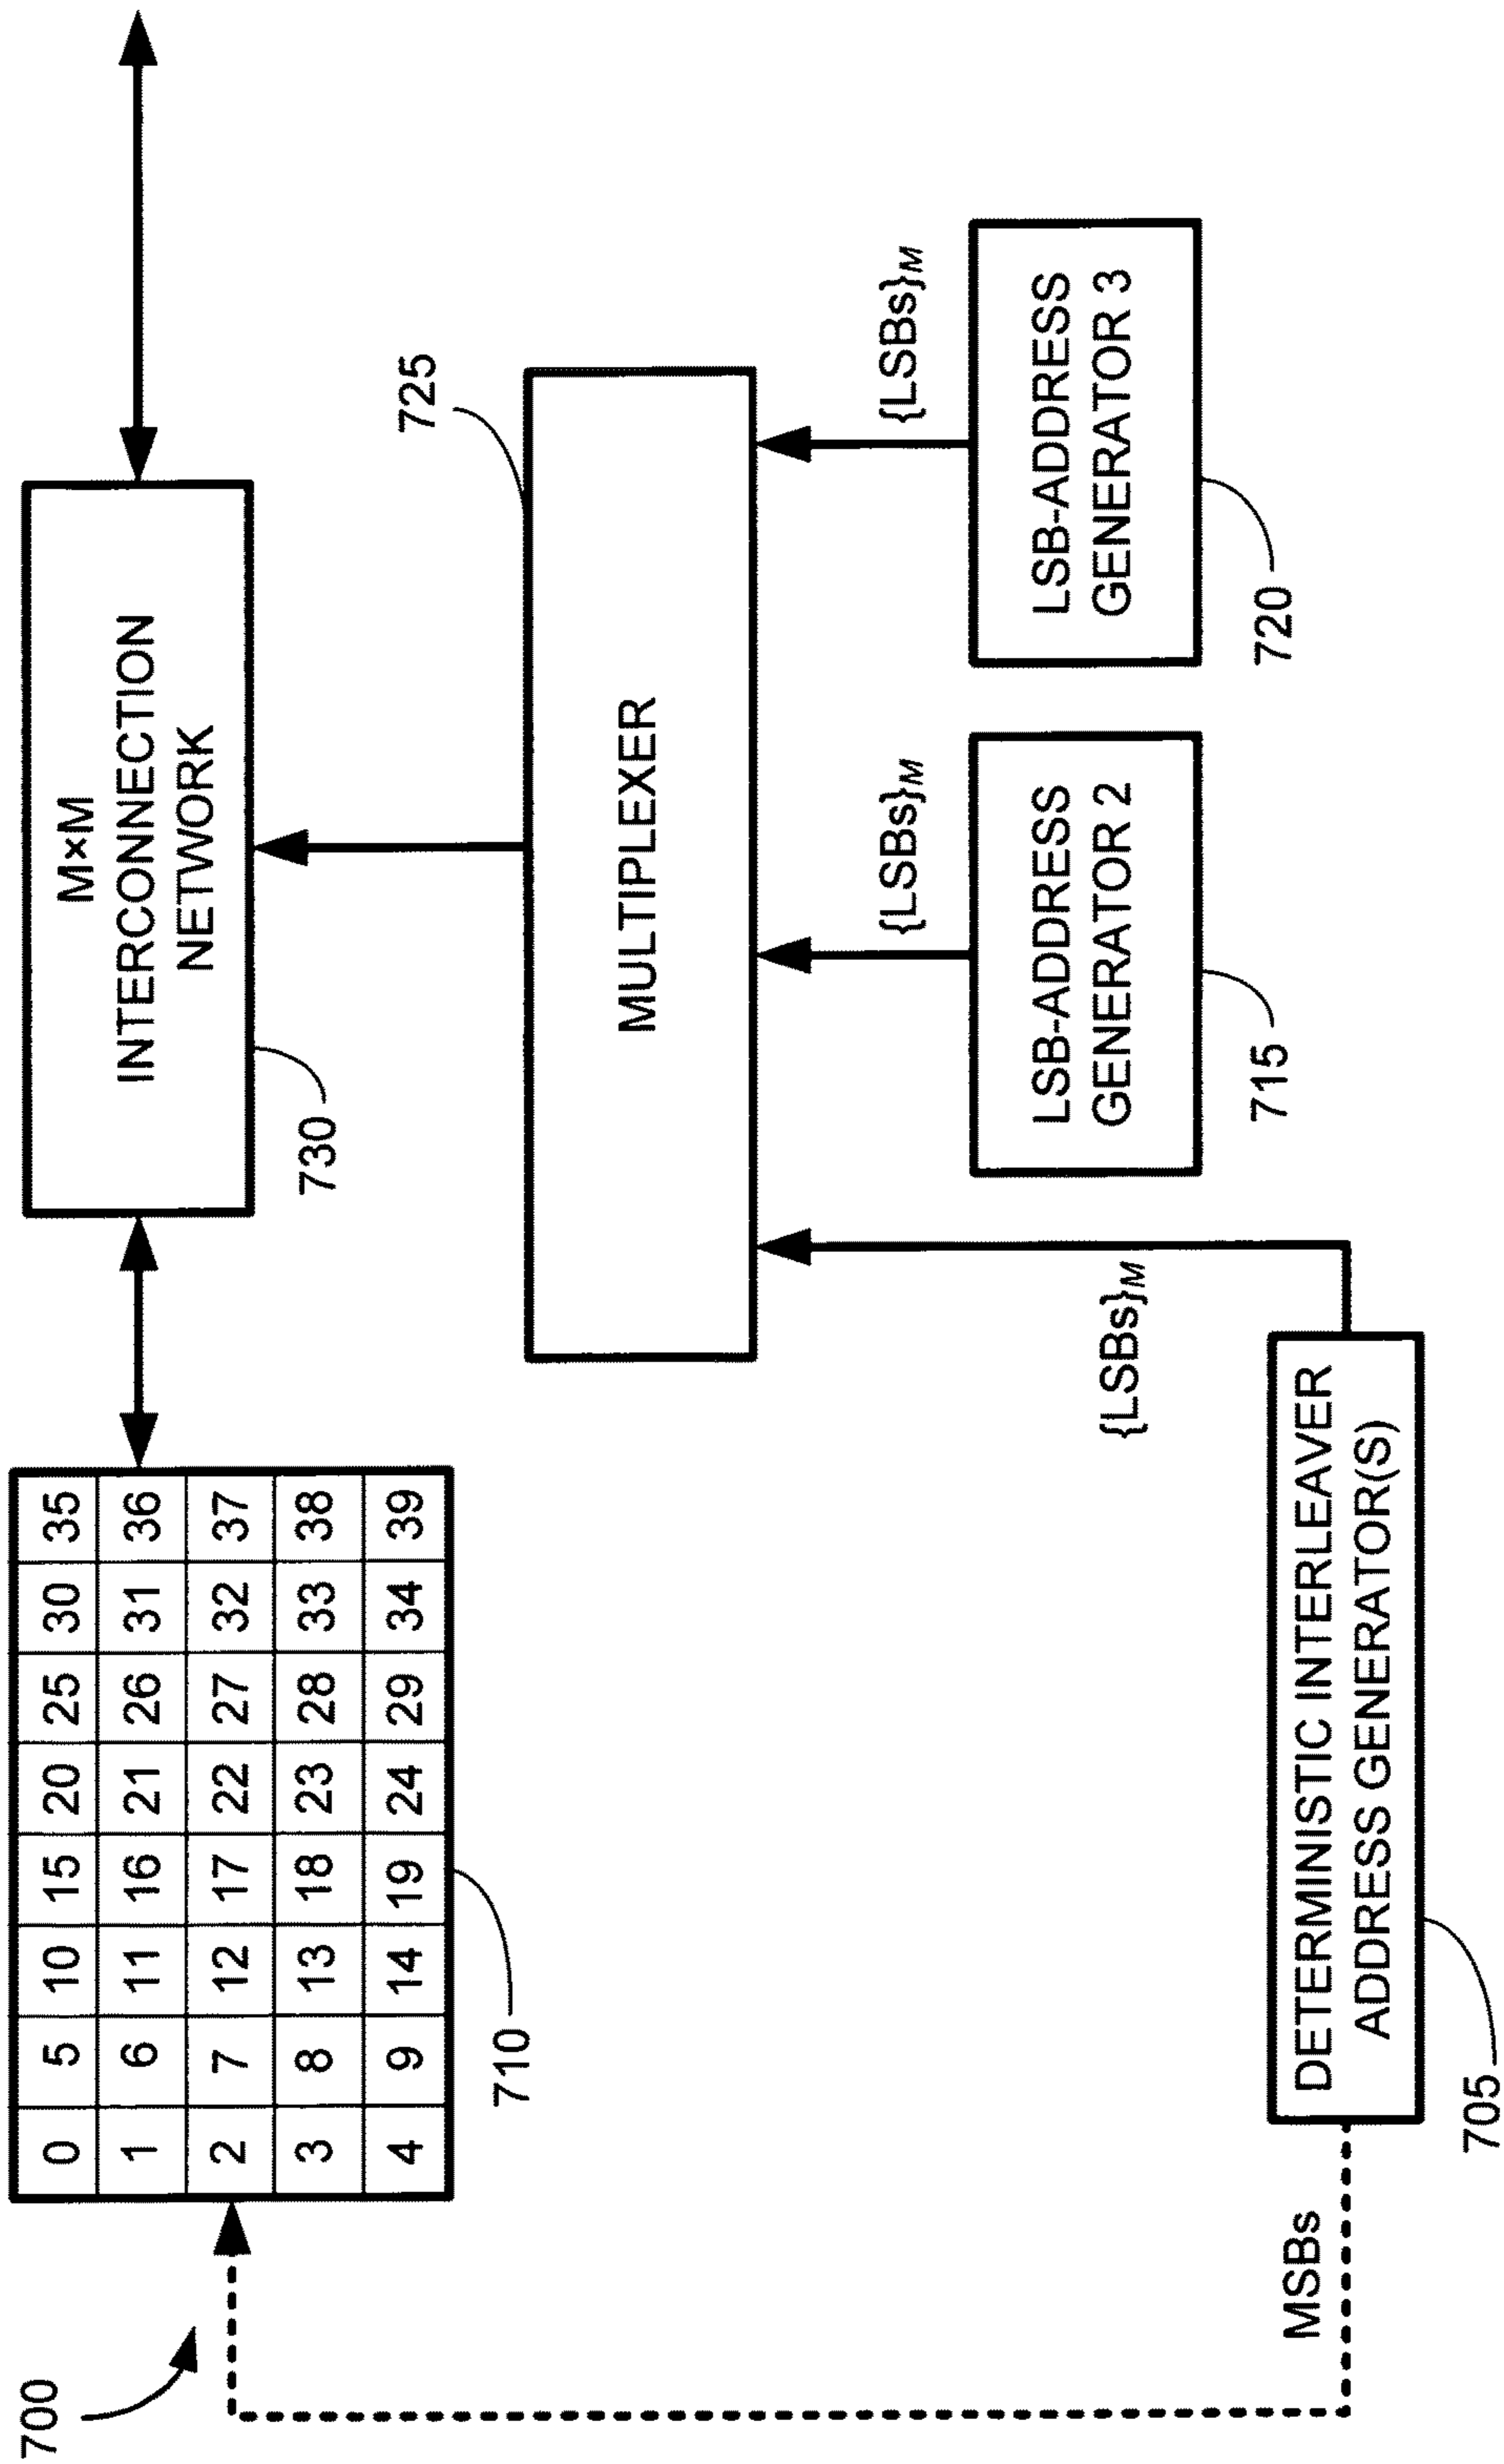 700
0 5 10 15 20 25 30 35
1 6 11 16 21 26 31 36
2 7 12 17 22 27 32 37
3 8 13 18 23 28 33 38
4 9 14 19 24 29 34 39
710
M×M
INTERCONNECTION
NETWORK
730
725
MULTIPLEXER
{LSBs}M
{LSBs}M
{LSBs}M
LSB-ADDRESS
GENERATOR 2
715
LSB-ADDRESS
GENERATOR 3
720
MSBs
DETERMINISTIC INTERLEAVER
ADDRESS GENERATOR(S)
705